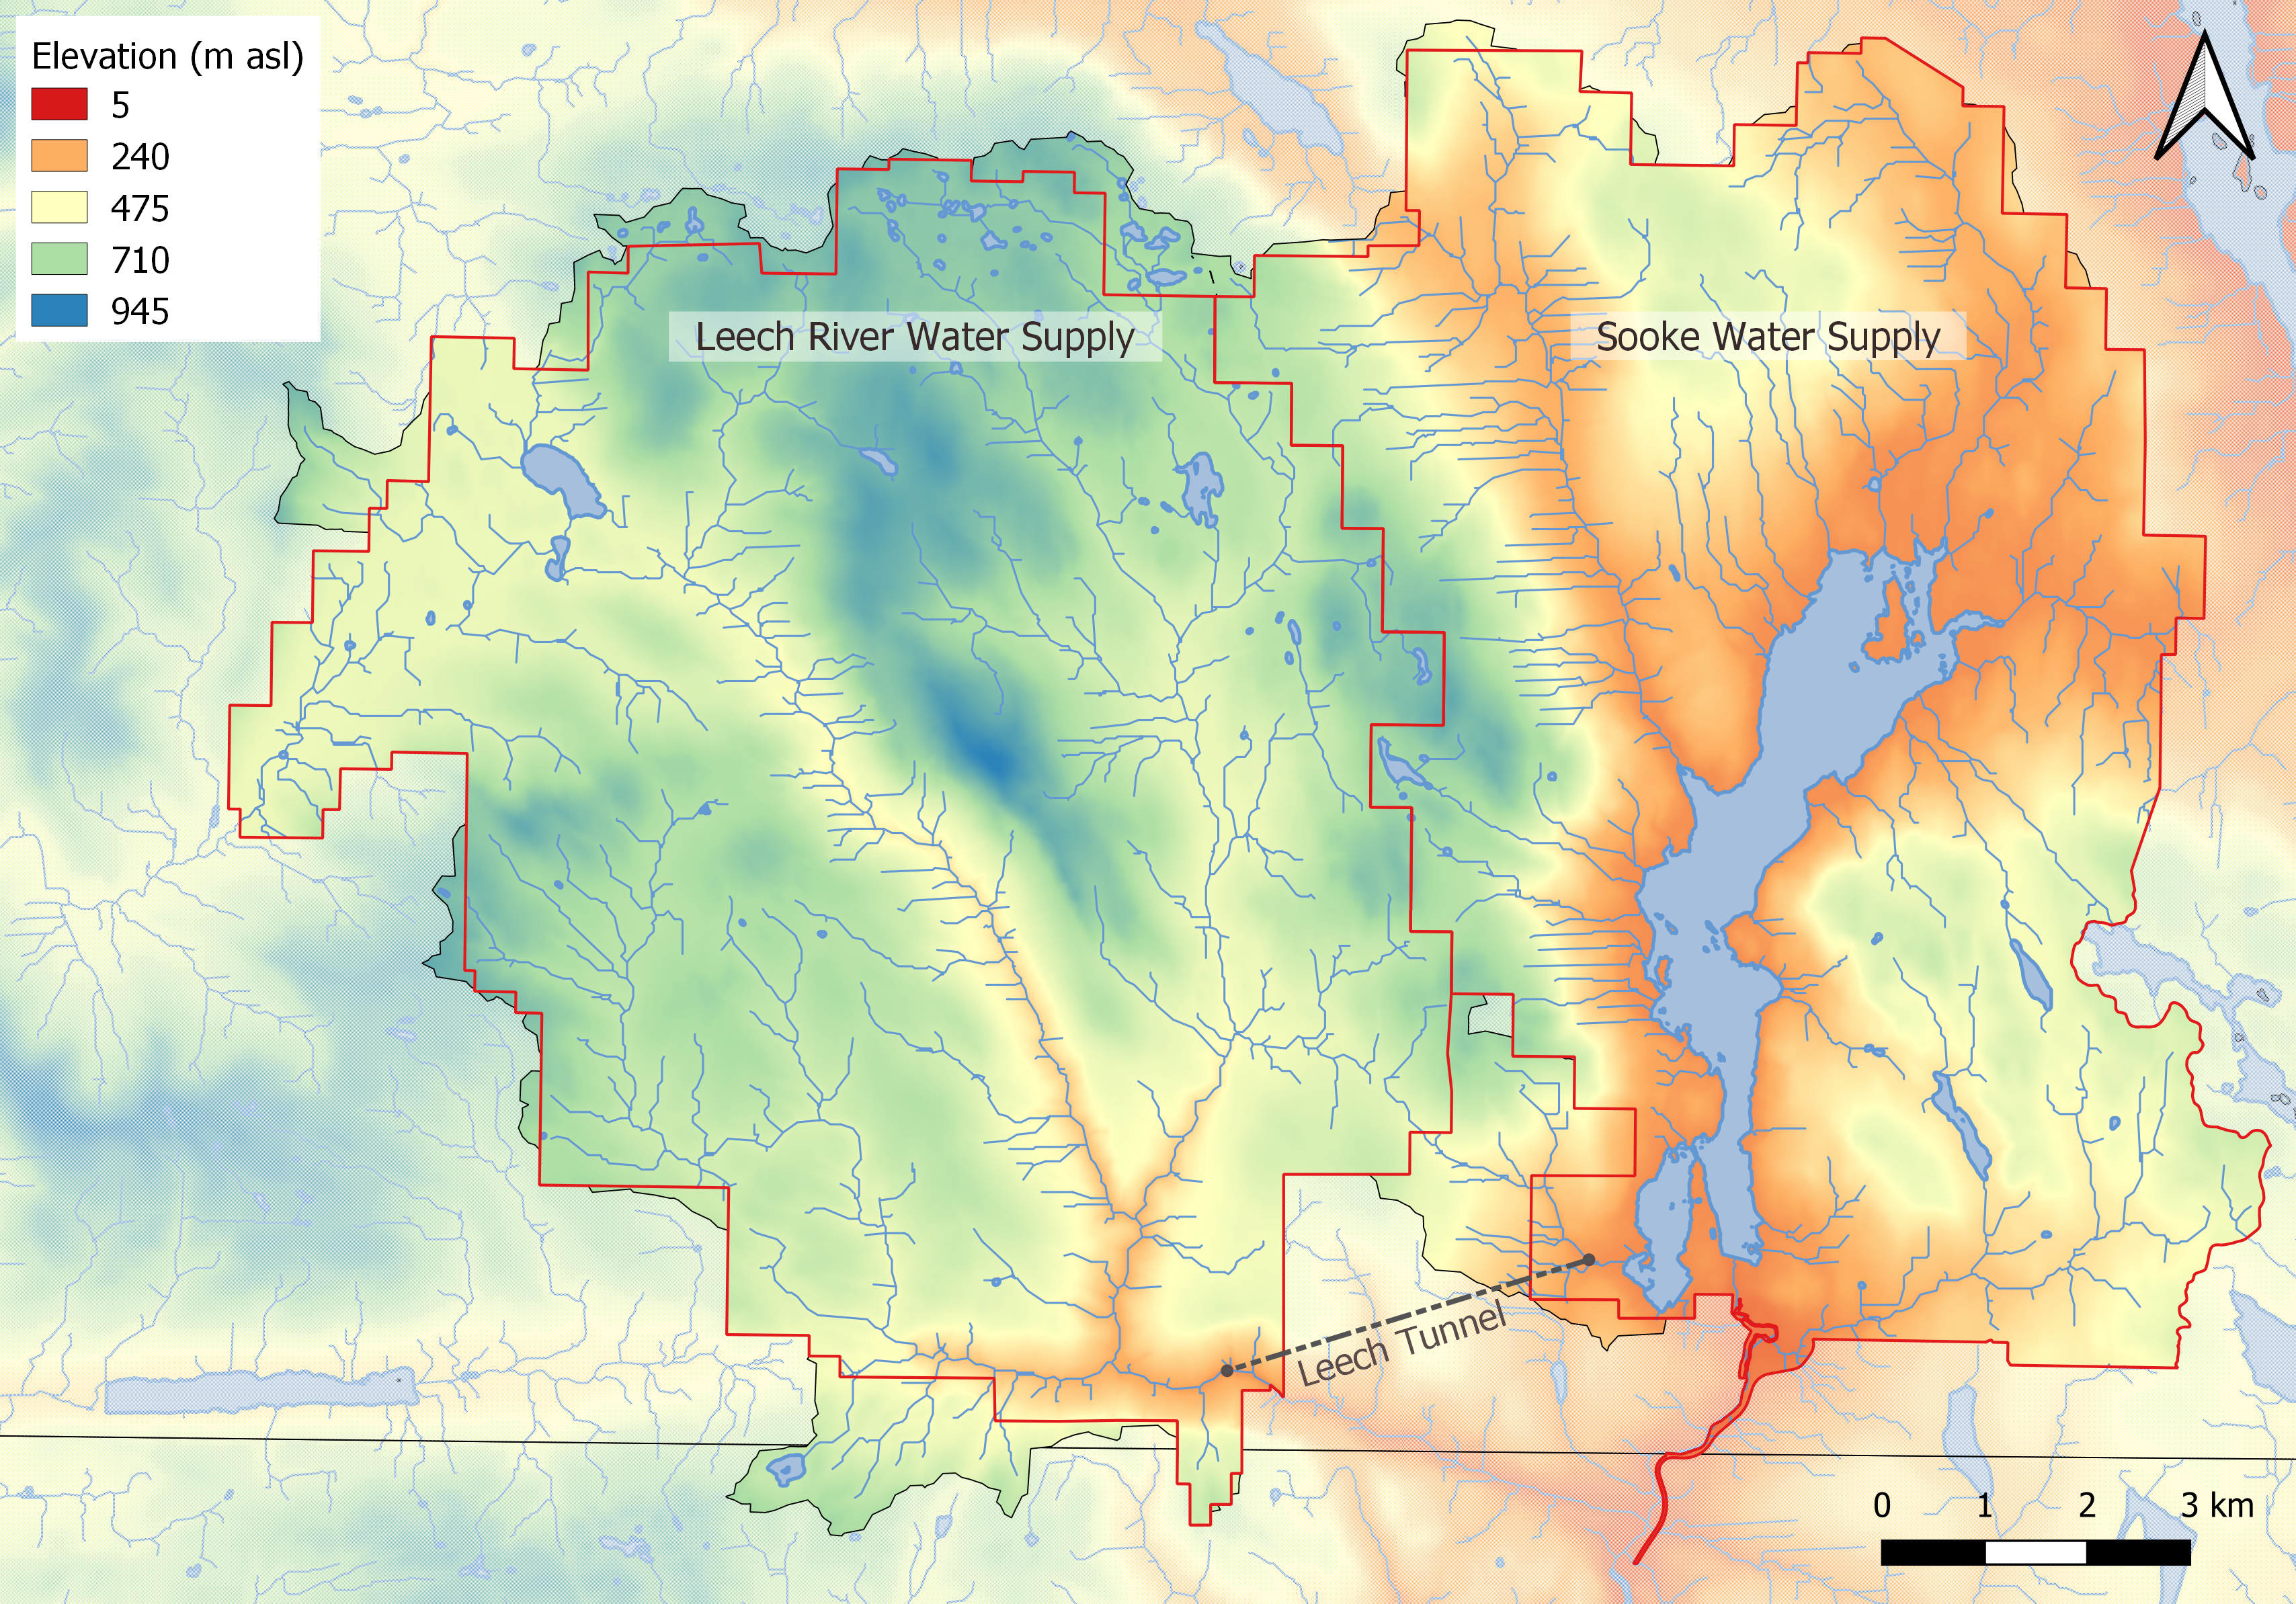 Elevation (m asl)
5
240
475
710
945
Leech River Water Supply
Sooke Water Supply
Leech Tunnel
0 1 2 3 km